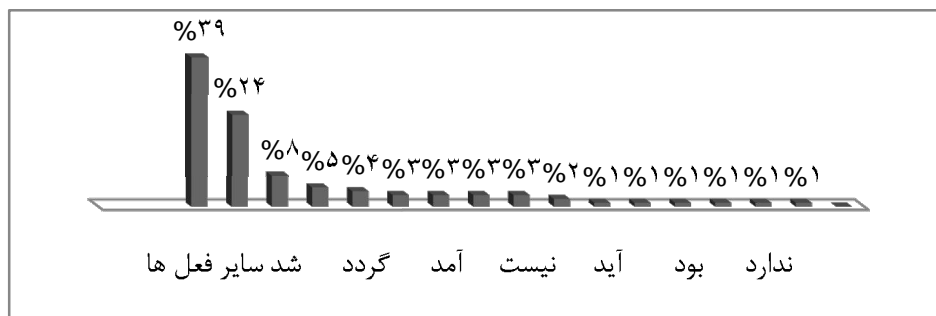 %۳۹
%۲۴
%۸ %۵ %۴ %۳ %۳ %۳ %۳ %۲ %۱ %۱ %۱ %۱ %۱ %۱
سایر فعل ها شد گردد آمد نیست آید بود ندارد